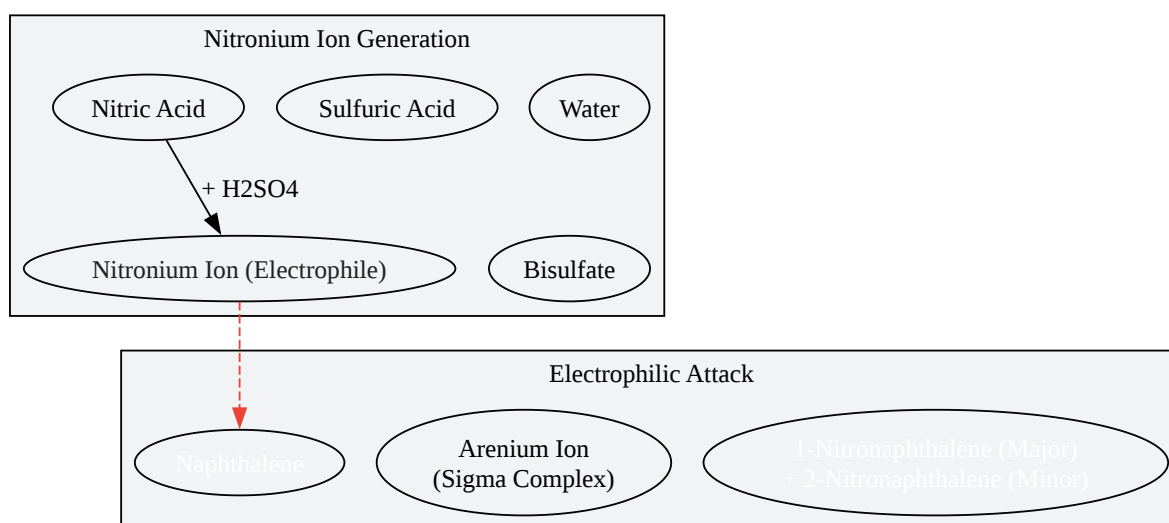 Nitronium Ion Generation
Nitric Acid
Sulfuric Acid
Water
+ H2SO4
Nitronium Ion (Electrophile)
Bisulfate
Electrophilic Attack
Naphthalene
Arenium Ion
(Sigma Complex)
1-Nitronaphthalene (Major)
+ 2-Nitronaphthalene (Minor)